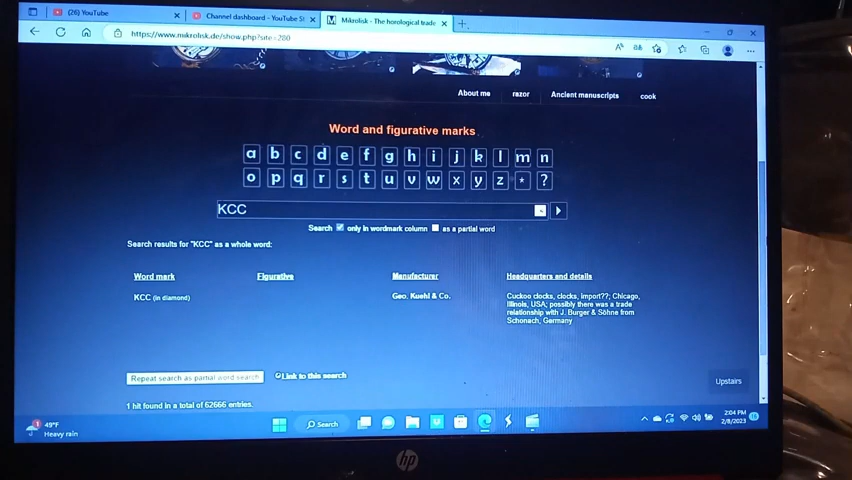 (26) YouTube
Channel dashboard - YouTube St
Mikrolisk - The horological trade
https://www.mikrolisk.de/show.php?site=280
About me razor Ancient manuscripts cook
Word and figurative marks
a b c d e f g h i j k l m n
o p q r s t u v w x y z * ?
KCC
Search only in wordmark column as a partial word
Search results for "KCC" as a whole word:
Word mark Figurative Manufacturer Headquarters and details
KCC (in diamond) Geo. Kuehl & Co. Cuckoo clocks, clocks, import??; Chicago,
Illinois, USA; possibly there was a trade
relationship with J. Burger & Söhne from
Schonach, Germany
Repeat search as partial word search Link to this search
Upstairs
1 hit found in a total of 62666 entries.
49°F
Heavy rain
Search
2:04 PM
2/8/2023
hp